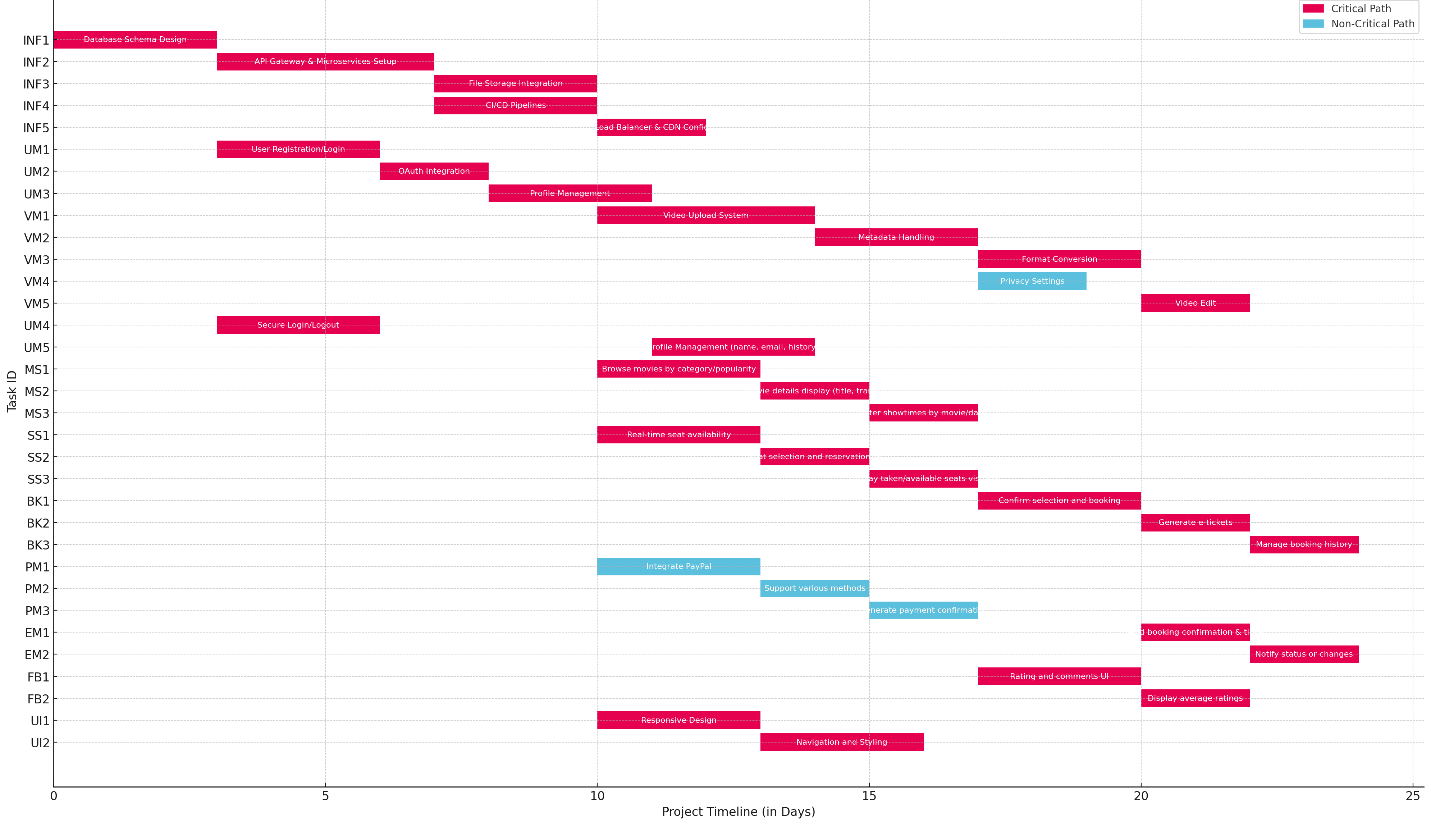 Critical Path
Non-Critical Path
INF1 Database Schema Design
INF2 API Gateway & Microservices Setup
INF3 File Storage Integration
INF4 CI/CD Pipelines
INF5 Load Balancer & CDN Config
UM1 User Registration/Login
UM2 OAuth Integration
UM3 Profile Management
VM1 Video Upload System
VM2 Metadata Handling
VM3 Format Conversion
VM4 Privacy Settings
VM5 Video Edit
UM4 Secure Login/Logout
UM5 rofile Management (name, email, history
MS1 Browse movies by category/popularity
MS2 vie details display (title, tra
MS3 ter showtimes by movie/da
SS1 Real-time seat availability
SS2 at selection and reservation
SS3 ay taken/available seats vis
BK1 Confirm selection and booking
BK2 Generate e-tickets
BK3 Manage booking history
PM1 Integrate PayPal
PM2 Support various methods
PM3 enerate payment confirmati
EM1 d booking confirmation & ti
EM2 Notify status or changes
FB1 Rating and comments UI
FB2 Display average ratings
UI1 Responsive Design
UI2 Navigation and Styling
Task ID
0 5 10 15 20 25
Project Timeline (in Days)